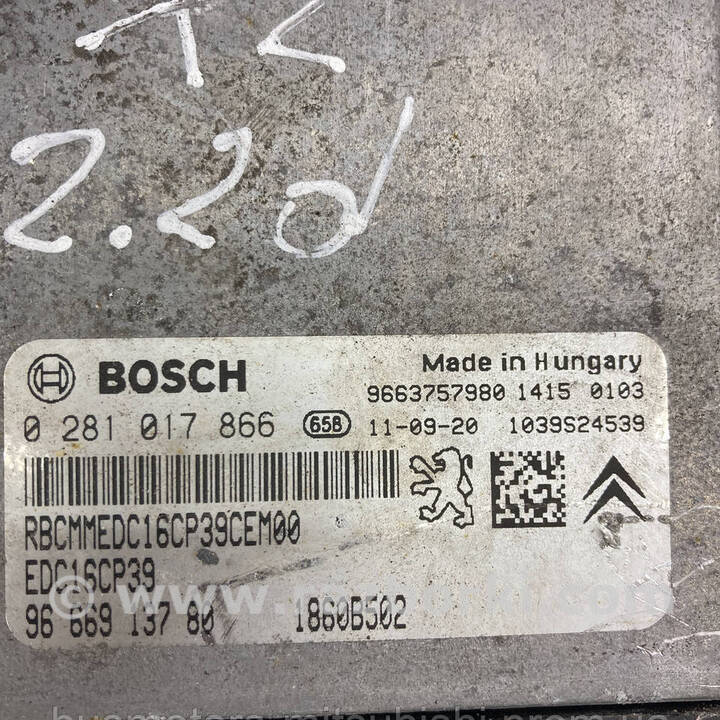 2.2d
BOSCH
Made in Hungary
9663757980 1415 0103
0 281 017 866 65B 11-09-20 1039S24539
RBCMMEDC16CP39CEM00
EDC16CP39
96 669 137 80 1860B502